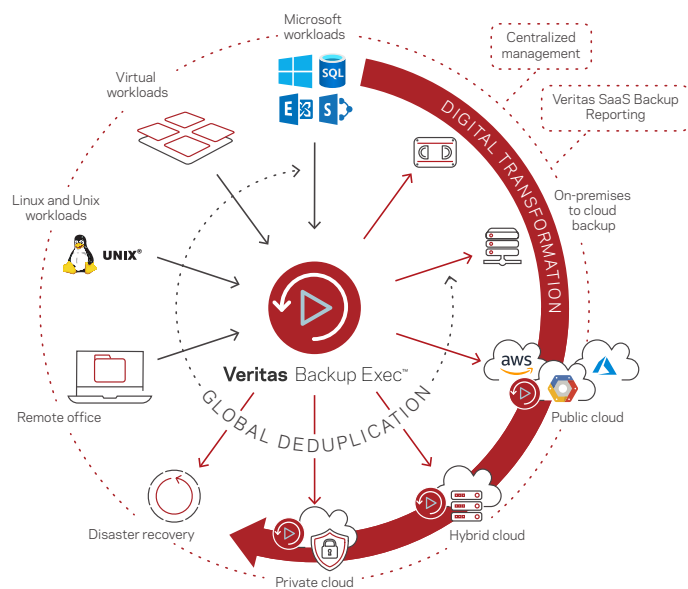 Microsoft
workloads
Centralized
management
Virtual
workloads
SQL
E
S
Veritas SaaS Backup
Reporting
DIGITAL TRANSFORMATION
On-premises
to cloud
backup
Linux and Unix
workloads
UNIX®
aws
Veritas Backup Exec™
GLOBAL DEDUPLICATION
Remote office
Public cloud
Disaster recovery
Hybrid cloud
Private cloud